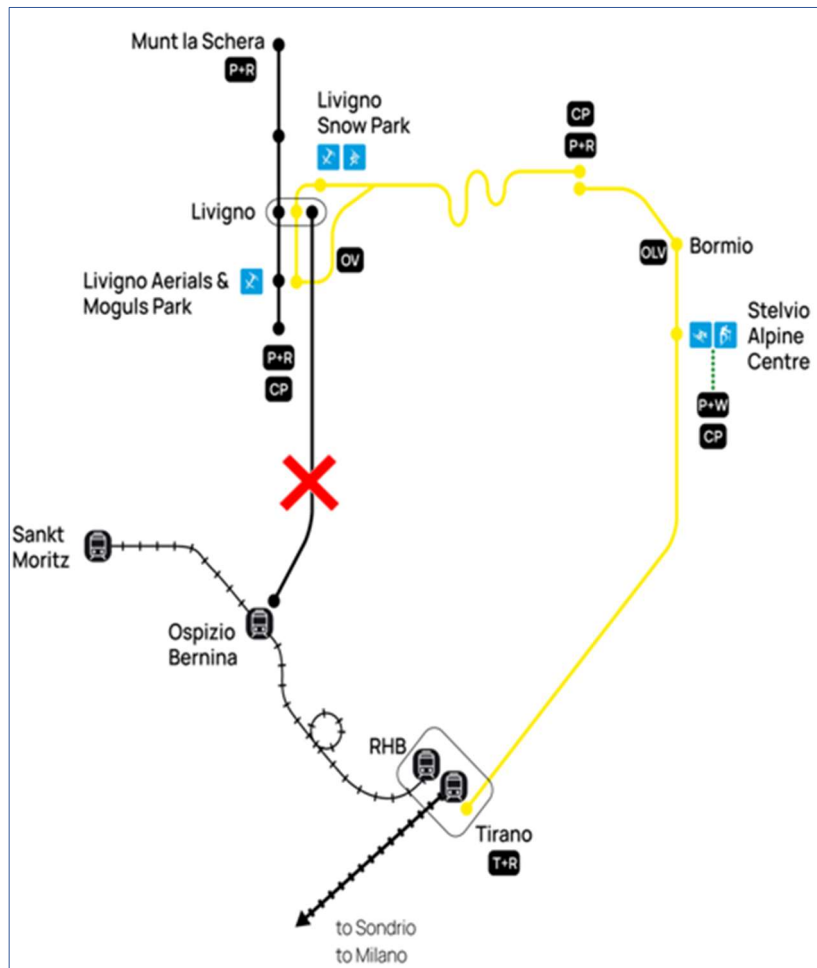 Munt la Schera
P+R
Livigno
Snow Park
CP
P+R
Livigno
OV
OLV
Bormio
Livigno Aerials &
Moguls Park
Stelvio
Alpine
Centre
P+R
CP
P+W
CP
Sankt
Moritz
Ospizio
Bernina
RHB
Tirano
T+R
to Sondrio
to Milano